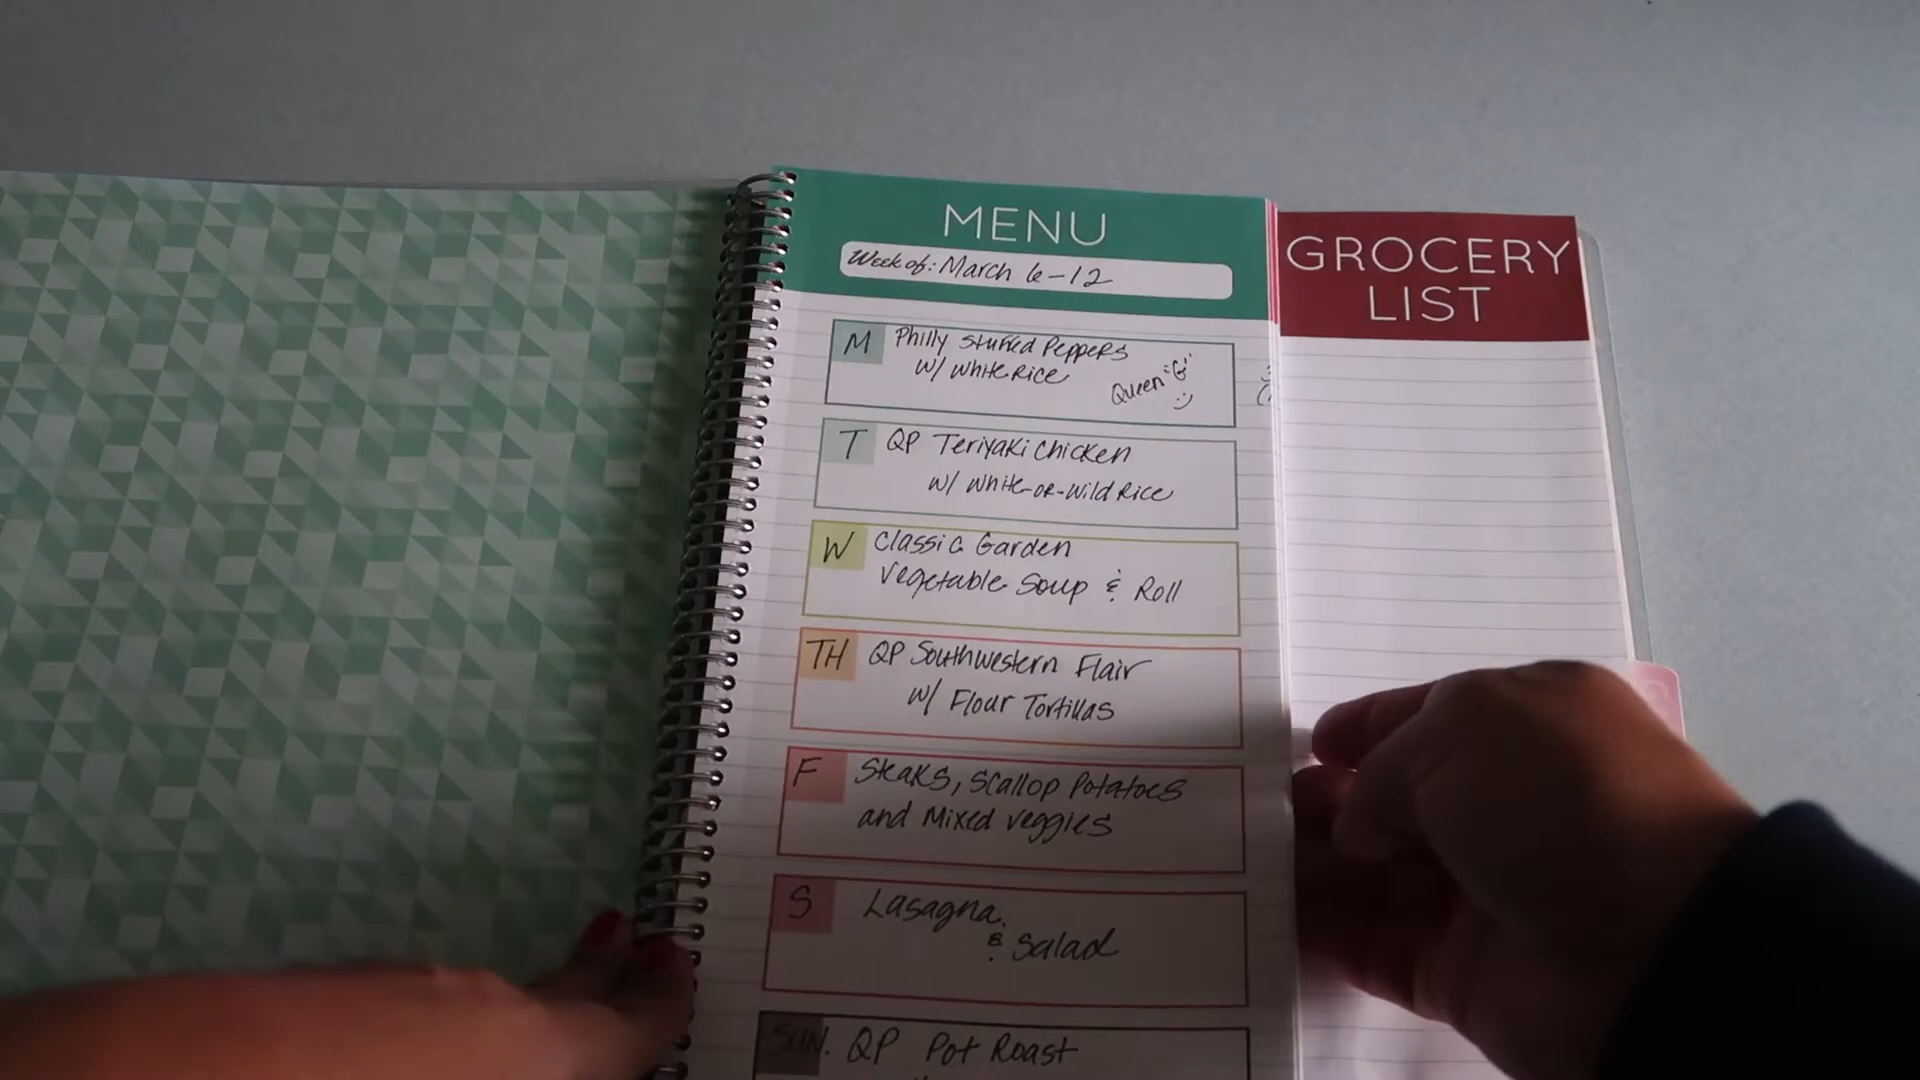 MENU
Week of: March 6-12
M Philly Stuffed Peppers
w/ White Rice
Queen "G"
:)
T QP Teriyaki Chicken
w/ White-or-Wild Rice
W Classic Garden
Vegetable Soup & Roll
TH QP Southwestern Flair
w/ Flour Tortillas
F Steaks, Scallop Potatoes
and Mixed veggies
S Lasagna
& Salad
SUN. QP Pot Roast
GROCERY
LIST